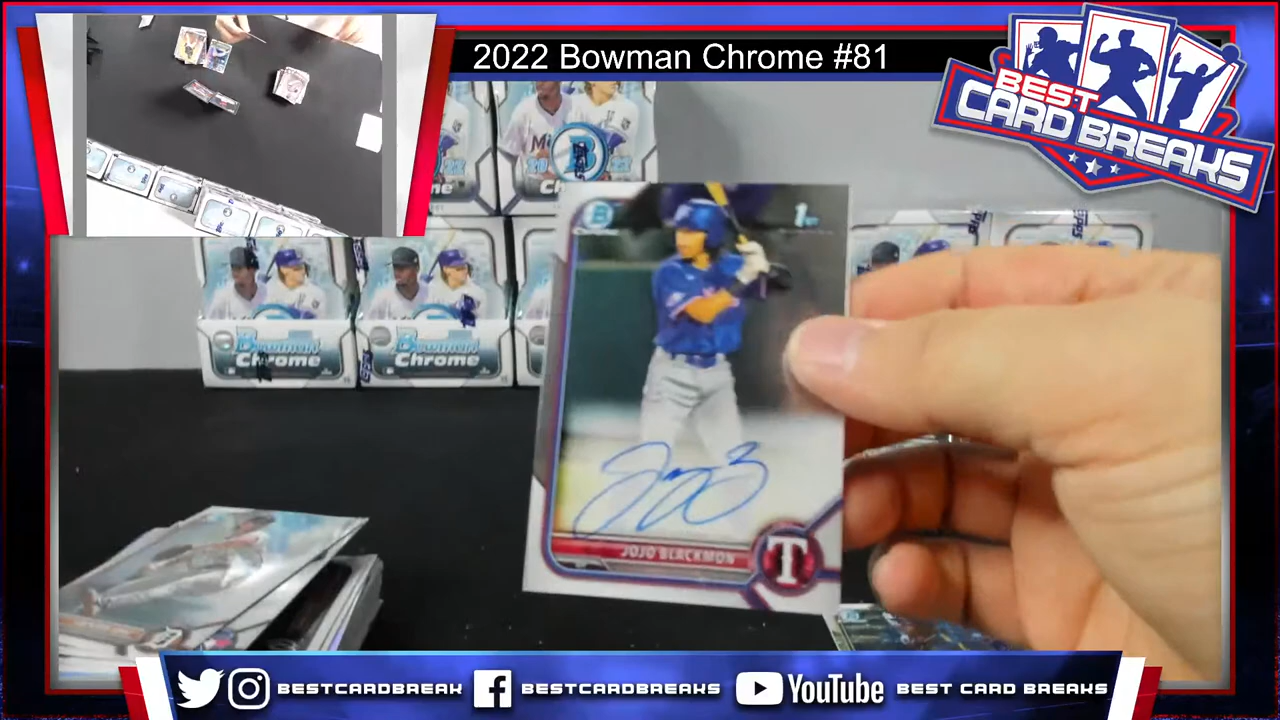 2022 Bowman Chrome #81
BEST
CARD BREAKS
B
1st
Bowman
Chrome
Bowman
Chrome
JOJO BLACKMON
T
BESTCARDBREAK
BESTCARDBREAKS
YouTube
BEST CARD BREAKS